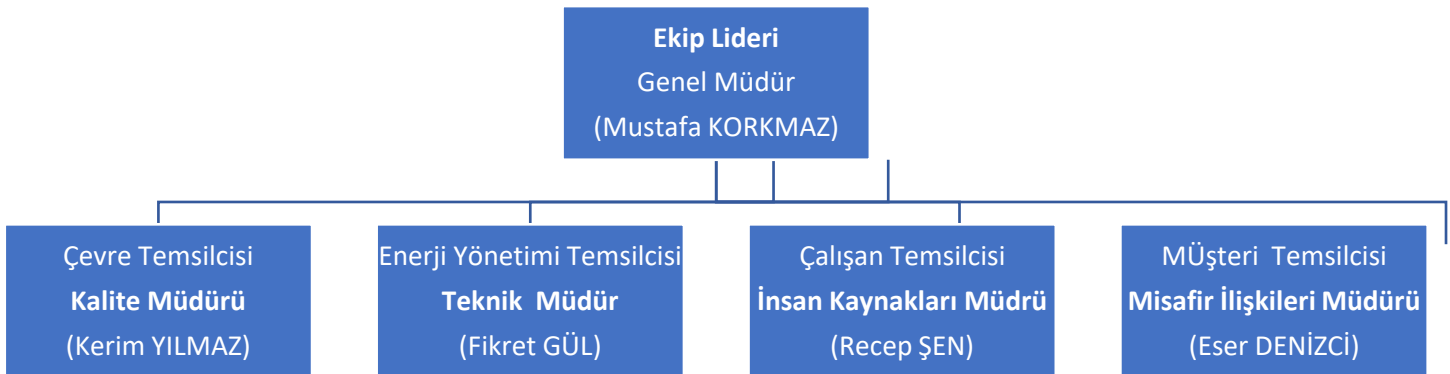 Ekip Lideri
Genel Müdür
(Mustafa KORKMAZ)
Çevre Temsilcisi
Kalite Müdürü
(Kerim YILMAZ)
Enerji Yönetimi Temsilcisi
Teknik  Müdür
(Fikret GÜL)
Çalışan Temsilcisi
İnsan Kaynakları Müdrü
(Recep ŞEN)
MÜşteri  Temsilcisi
Misafir İlişkileri Müdürü
(Eser DENİZCİ)